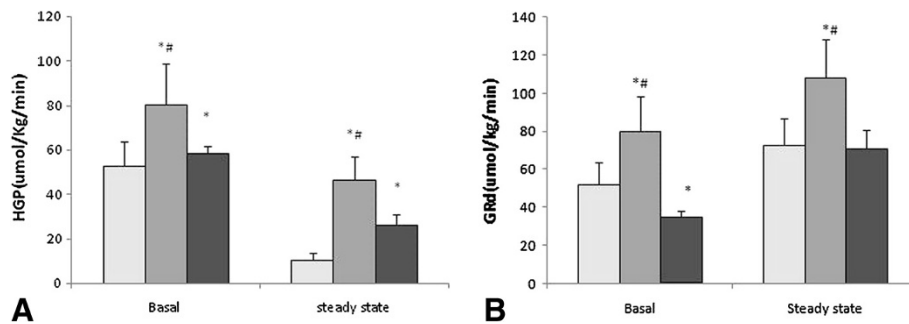 120
100
80
60
40
20
0
HGP(umol/Kg/min)
*#
*
*#
*
Basal
steady state
A
140
120
100
80
60
40
20
0
GRd(umol/kg/min)
*#
*
*#
Basal
Steady state
B